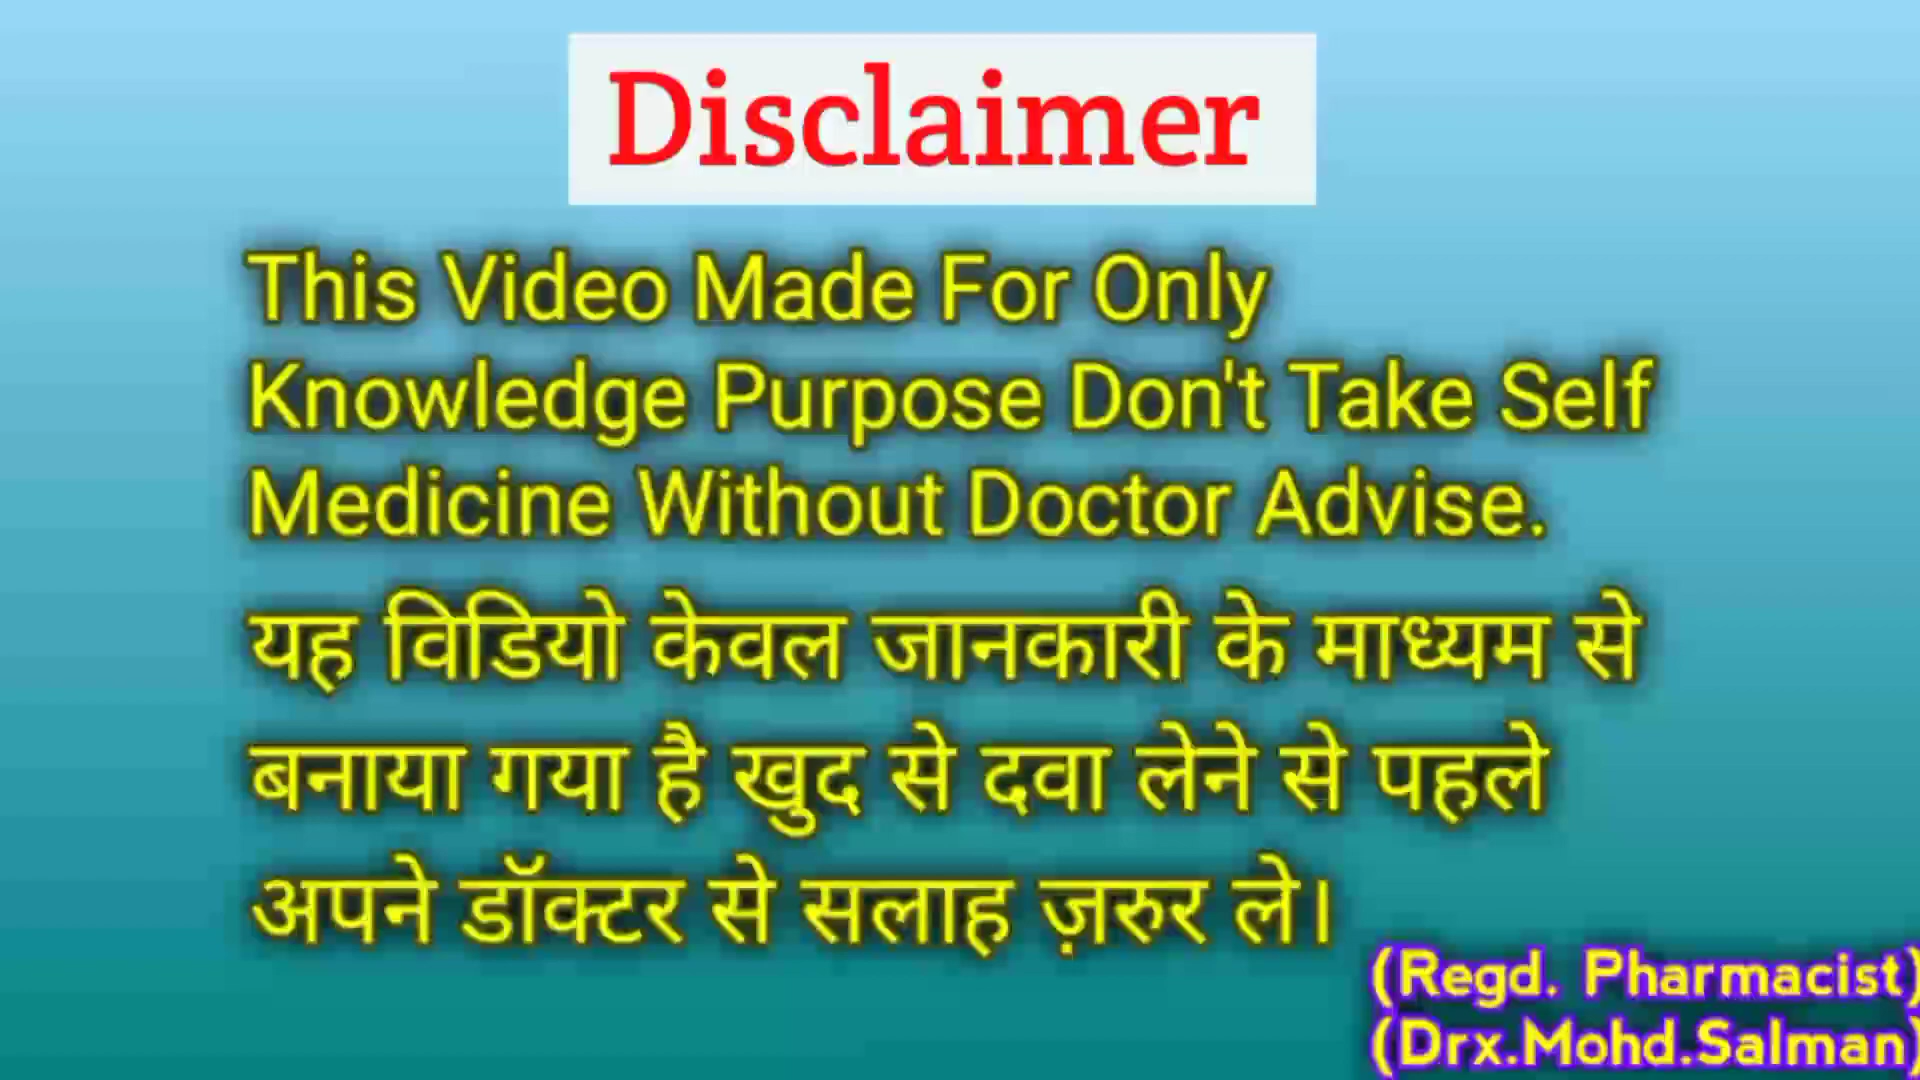 Disclaimer
This Video Made For Only
Knowledge Purpose Don't Take Self
Medicine Without Doctor Advise.
यह विडियो केवल जानकारी के माध्यम से
बनाया गया है खुद से दवा लेने से पहले
अपने डॉक्टर से सलाह ज़रुर ले।
(Regd. Pharmacist)
(Drx.Mohd.Salman)